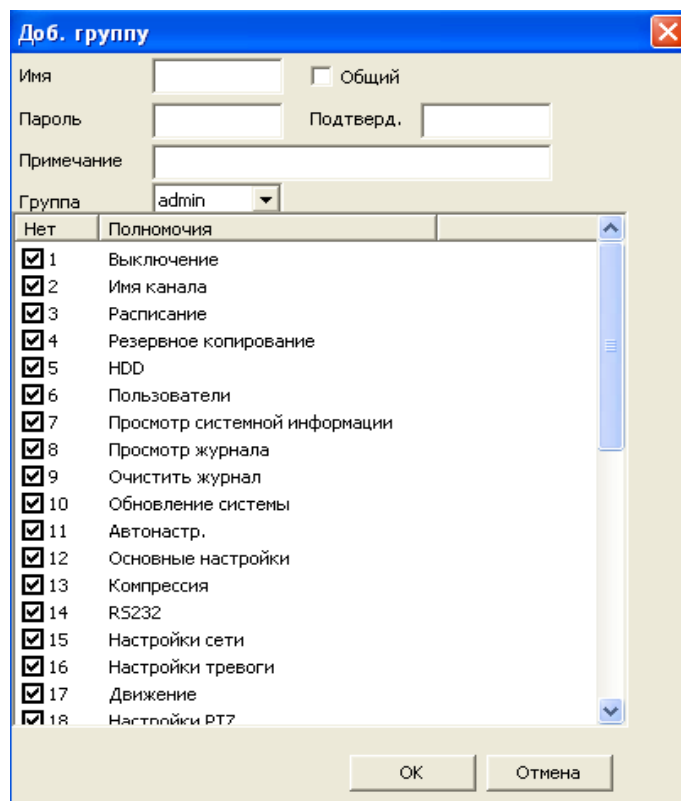 Доб. группу
Имя Общий
Пароль Подтверд.
Примечание
Группа admin
Нет Полномочия
1 Выключение
2 Имя канала
3 Расписание
4 Резервное копирование
5 HDD
6 Пользователи
7 Просмотр системной информации
8 Просмотр журнала
9 Очистить журнал
10 Обновление системы
11 Автонастр.
12 Основные настройки
13 Компрессия
14 RS232
15 Настройки сети
16 Настройки тревоги
17 Движение
18 Настройки PTZ
OK Отмена